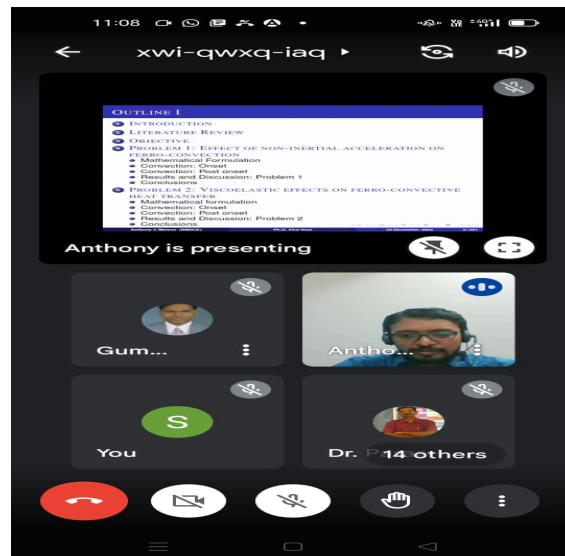 11:08
xwi-qwxq-iaq
OUTLINE I
INTRODUCTION
LITERATURE REVIEW
OBJECTIVE
PROBLEM 1: EFFECT OF NON-INERTIAL ACCELERATION ON
FERRO-CONVECTION
Mathematical Formulation
Convection: Onset
Convection: Post onset
Results and Discussion: Problem 1
Conclusions
PROBLEM 2: VISCOELASTIC EFFECTS ON FERRO-CONVECTIVE
HEAT TRANSFER
Mathematical formulation
Convection: Onset
Convection: Post onset
Results and Discussion: Problem 2
Conclusions
Anthony is presenting
Gum...
Antho...
S
You
Dr.
14 others